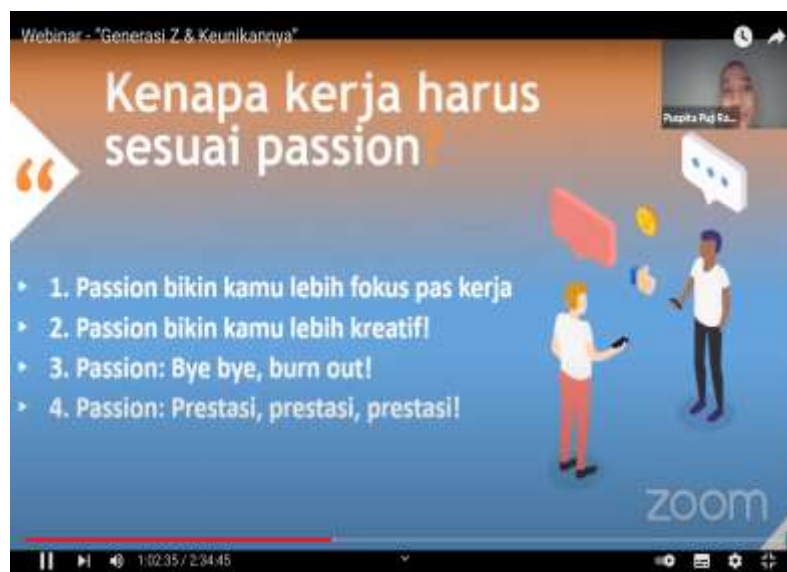 Webinar - "Generasi Z & Keunikannya"
Kenapa kerja harus
sesuai passion?
Puspita Puji Ra...
1. Passion bikin kamu lebih fokus pas kerja
2. Passion bikin kamu lebih kreatif!
3. Passion: Bye bye, burn out!
4. Passion: Prestasi, prestasi, prestasi!
zoom
1:02:35 / 2:34:45